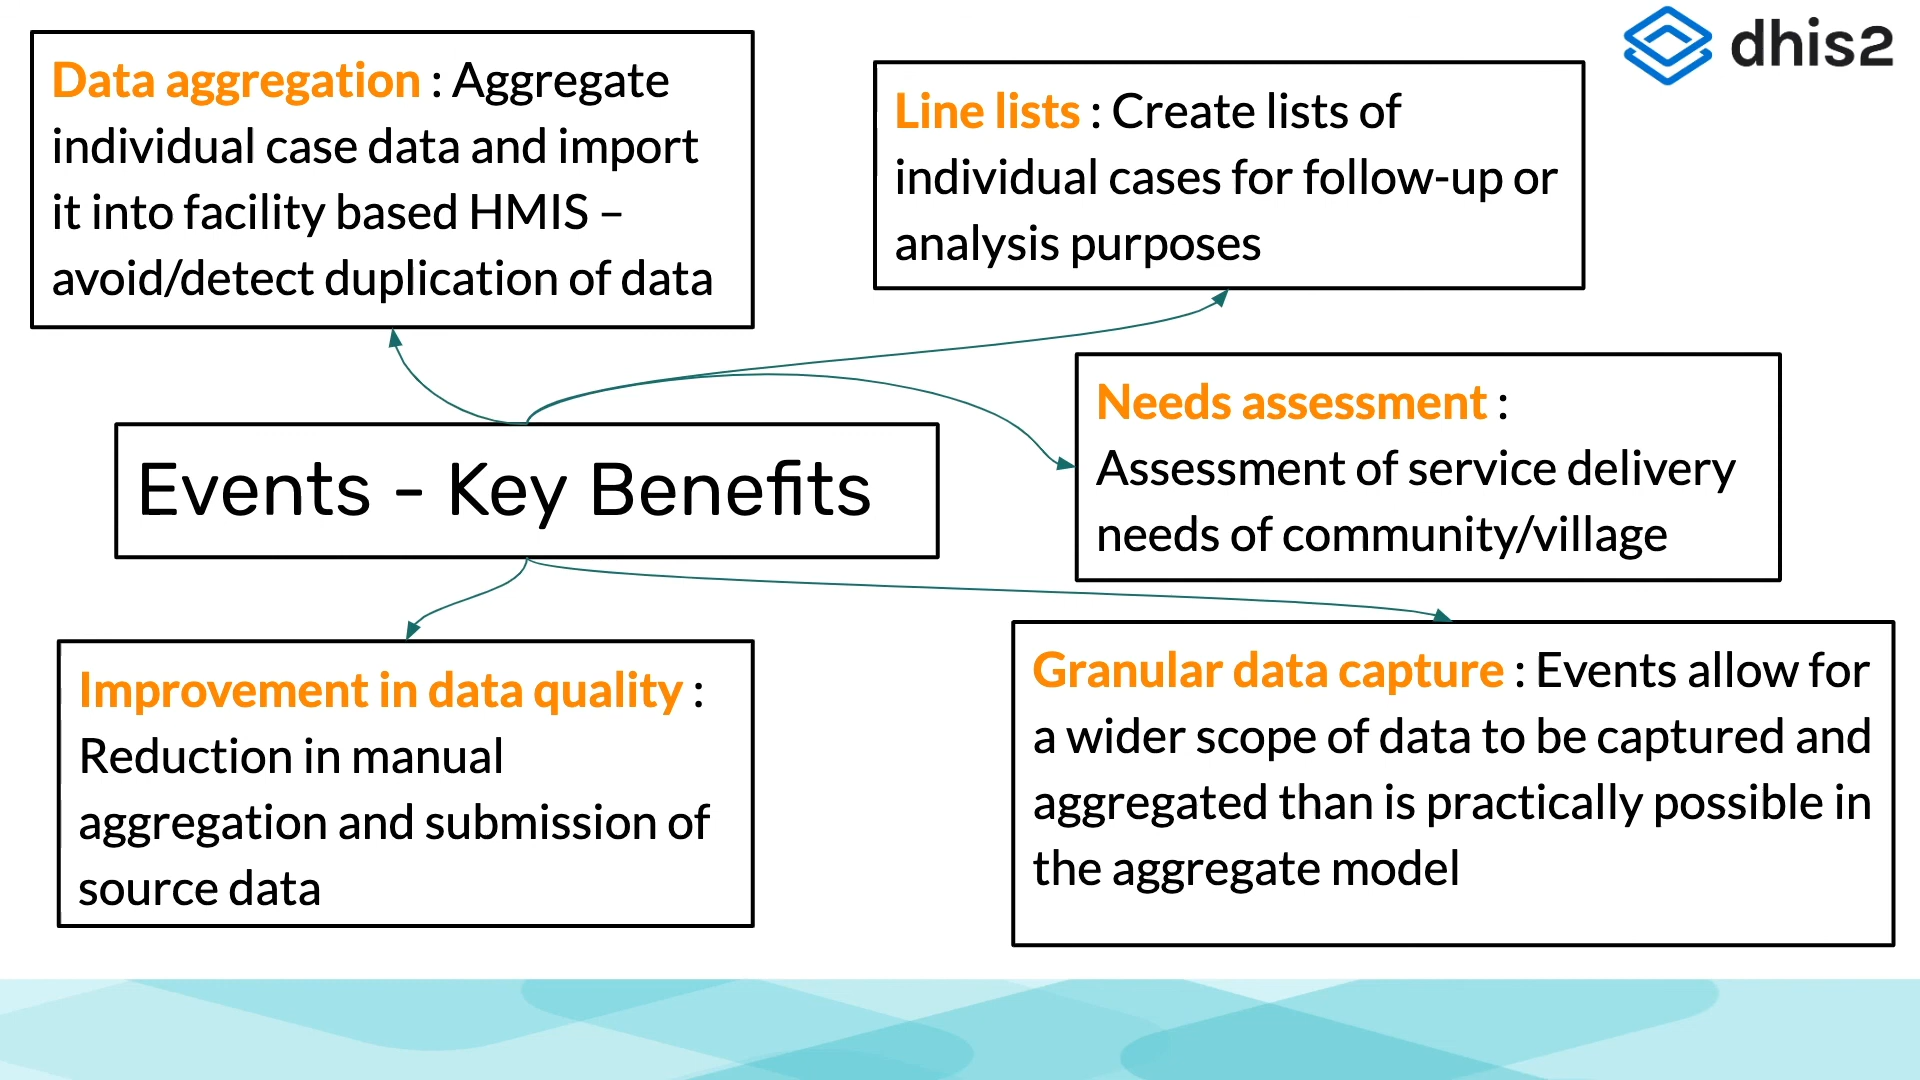 dhis2
Data aggregation : Aggregate
individual case data and import
it into facility based HMIS –
avoid/detect duplication of data
Line lists : Create lists of
individual cases for follow-up or
analysis purposes
Needs assessment :
Assessment of service delivery
needs of community/village
Events - Key Benefits
Improvement in data quality :
Reduction in manual
aggregation and submission of
source data
Granular data capture : Events allow for
a wider scope of data to be captured and
aggregated than is practically possible in
the aggregate model